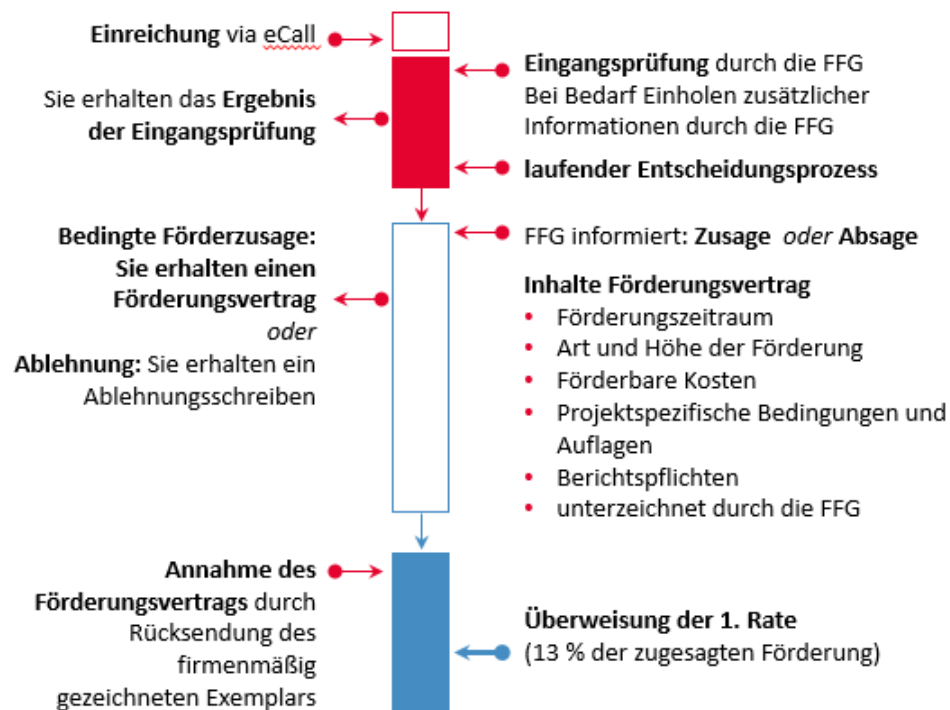 Einreichung via eCall
Eingangsprüfung durch die FFG
Bei Bedarf Einholen zusätzlicher
Informationen durch die FFG
Sie erhalten das Ergebnis
der Eingangsprüfung
laufender Entscheidungsprozess
FFG informiert: Zusage oder Absage
Bedingte Förderzusage:
Sie erhalten einen
Förderungsvertrag
oder
Ablehnung: Sie erhalten ein
Ablehnungsschreiben
Inhalte Förderungsvertrag
• Förderungszeitraum
• Art und Höhe der Förderung
• Förderbare Kosten
• Projektspezifische Bedingungen und
Auflagen
• Berichtspflichten
• unterzeichnet durch die FFG
Annahme des
Förderungsvertrags durch
Rücksendung des
firmenmäßig
gezeichneten Exemplars
Überweisung der 1. Rate
(13 % der zugesagten Förderung)